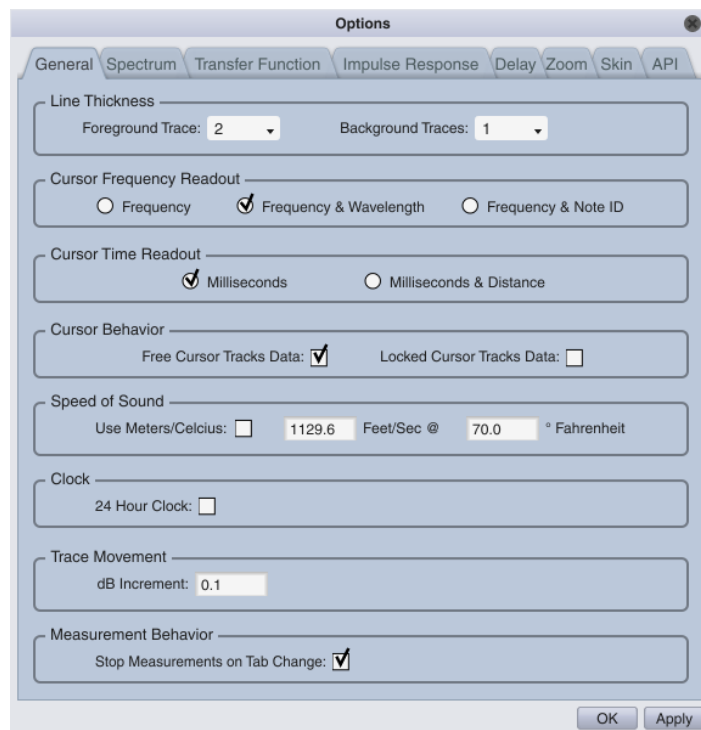 Options
General Spectrum Transfer Function Impulse Response Delay Zoom Skin API
Line Thickness
Foreground Trace: 2 Background Traces: 1
Cursor Frequency Readout
Frequency Frequency & Wavelength Frequency & Note ID
Cursor Time Readout
Milliseconds Milliseconds & Distance
Cursor Behavior
Free Cursor Tracks Data: Locked Cursor Tracks Data:
Speed of Sound
Use Meters/Celcius: 1129.6 Feet/Sec @ 70.0 ° Fahrenheit
Clock
24 Hour Clock:
Trace Movement
dB Increment: 0.1
Measurement Behavior
Stop Measurements on Tab Change:
OK Apply